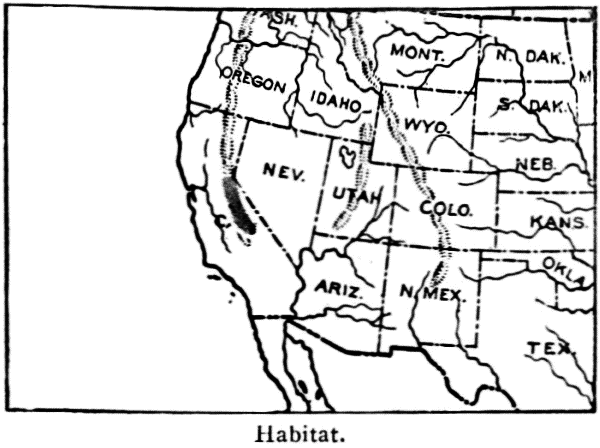 SH.
MONT.
N. DAK.
M
OREGON
IDAHO
WYO.
S. DAK.
NEB.
NEV.
UTAH
COLO.
KANS.
OKLA.
ARIZ.
N. MEX.
TEX.
Habitat.